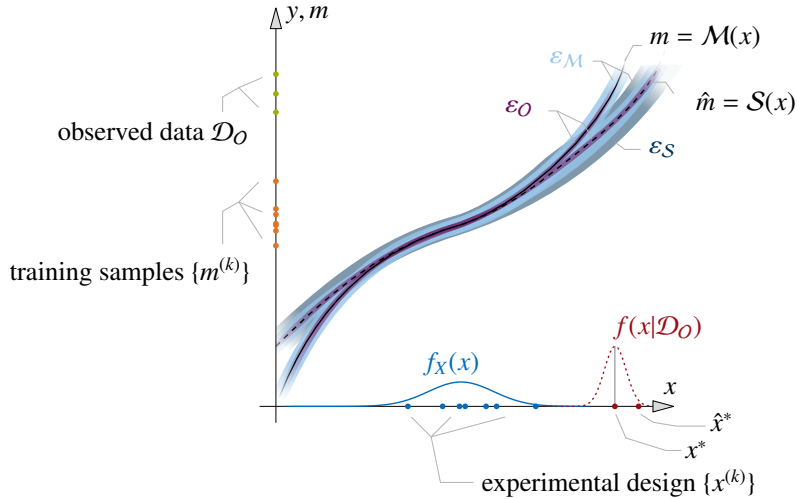 y, m
m = ℳ(x)
ε_ℳ
m̂ = 𝒮(x)
ε_O
observed data 𝒟_O
ε_𝒮
training samples {m^(k)}
f(x|𝒟_O)
f_X(x)
x
x̂*
x*
experimental design {x^(k)}